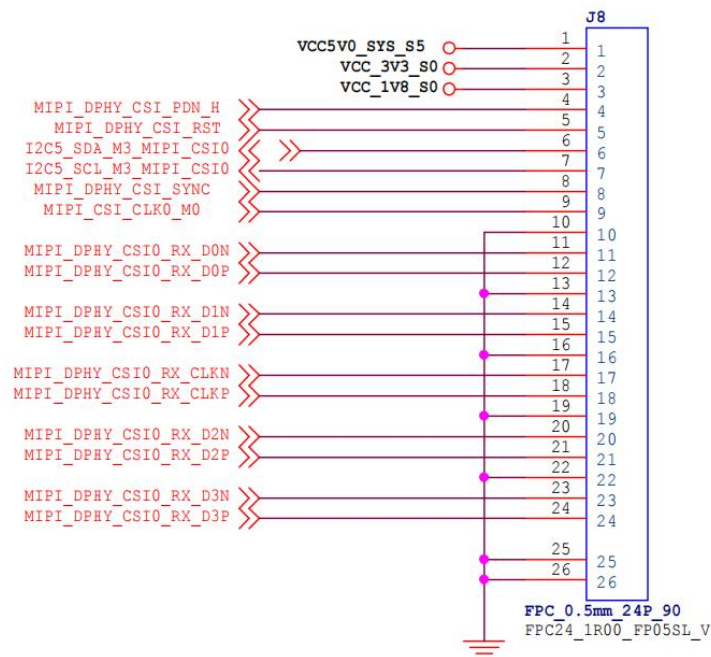 J8
VCC5V0_SYS_S5 1 1
VCC_3V3_S0 2 2
VCC_1V8_S0 3 3
MIPI_DPHY_CSI_PDN_H 4 4
MIPI_DPHY_CSI_RST 5 5
I2C5_SDA_M3_MIPI_CSI0 6 6
I2C5_SCL_M3_MIPI_CSI0 7 7
MIPI_DPHY_CSI_SYNC 8 8
MIPI_CSI_CLK0_M0 9 9
10 10
MIPI_DPHY_CSI0_RX_D0N 11 11
MIPI_DPHY_CSI0_RX_D0P 12 12
13 13
MIPI_DPHY_CSI0_RX_D1N 14 14
MIPI_DPHY_CSI0_RX_D1P 15 15
16 16
MIPI_DPHY_CSI0_RX_CLKN 17 17
MIPI_DPHY_CSI0_RX_CLKP 18 18
19 19
MIPI_DPHY_CSI0_RX_D2N 20 20
MIPI_DPHY_CSI0_RX_D2P 21 21
22 22
MIPI_DPHY_CSI0_RX_D3N 23 23
MIPI_DPHY_CSI0_RX_D3P 24 24
25 25
26 26
FPC_0.5mm_24P_90
FPC24_1R00_FP05SL_V